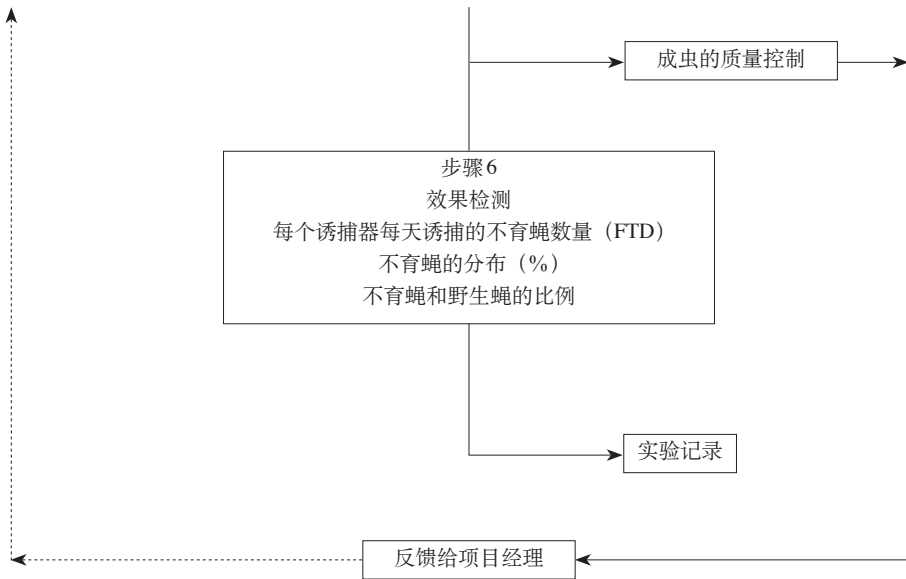 成虫的质量控制
步骤6
效果检测
每个诱捕器每天诱捕的不育蝇数量（FTD）
不育蝇的分布（%）
不育蝇和野生蝇的比例
实验记录
反馈给项目经理